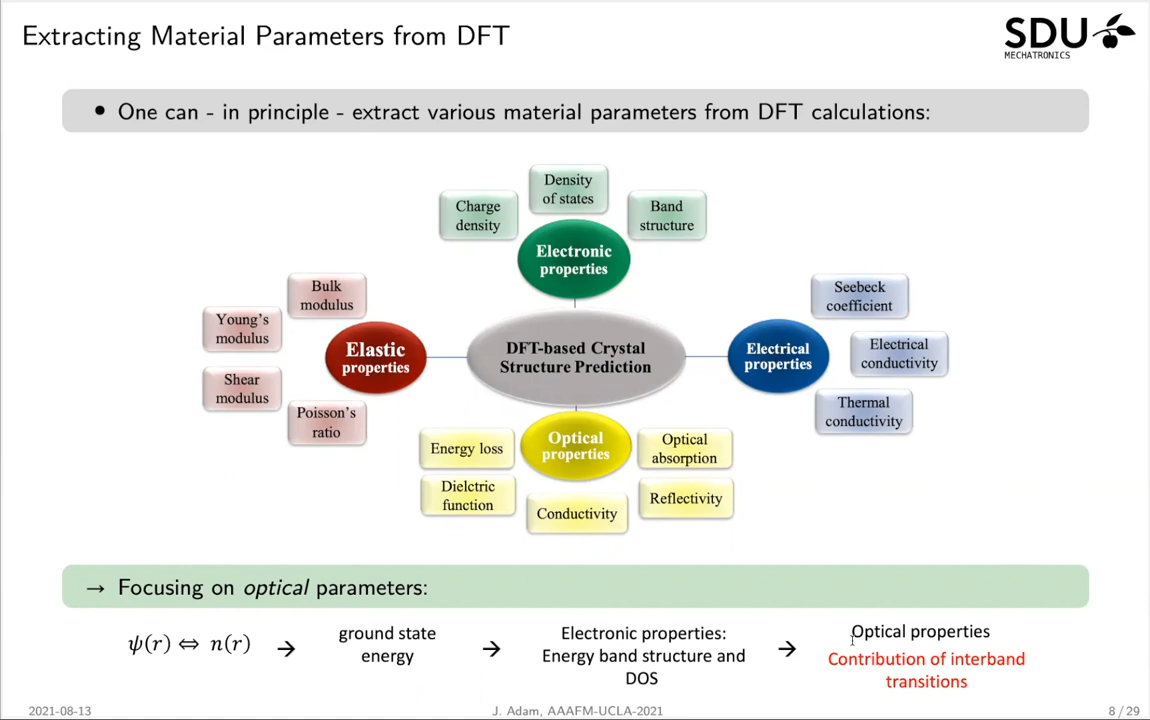 Extracting Material Parameters from DFT
SDU
MECHATRONICS
• One can - in principle - extract various material parameters from DFT calculations:
Density
of states
Charge
density
Band
structure
Electronic
properties
Bulk
modulus
Young's
modulus
Shear
modulus
Poisson's
ratio
Elastic
properties
DFT-based Crystal
Structure Prediction
Electrical
properties
Seebeck
coefficient
Electrical
conductivity
Thermal
conductivity
Optical
properties
Energy loss
Dielctric
function
Conductivity
Optical
absorption
Reflectivity
→ Focusing on optical parameters:
ψ(r) ⇔ n(r)
→
ground state
energy
→
Electronic properties:
Energy band structure and
DOS
→
Optical properties
Contribution of interband
transitions
2021-08-13
J. Adam, AAAFM-UCLA-2021
8 / 29